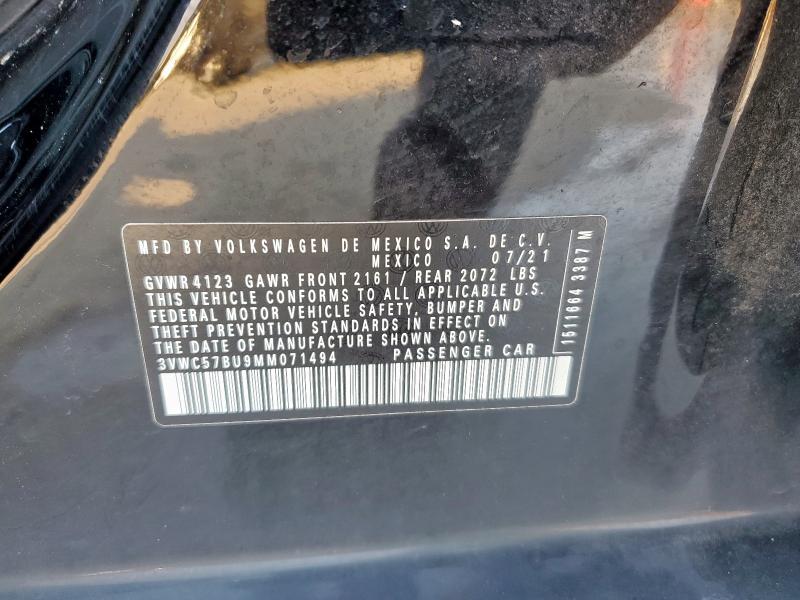 MFD BY VOLKSWAGEN DE MEXICO S.A. DE C.V.
MEXICO 07/21
GVWR 4123 GAWR FRONT 2161 / REAR 2072 LBS
THIS VEHICLE CONFORMS TO ALL APPLICABLE U.S.
FEDERAL MOTOR VEHICLE SAFETY, BUMPER AND
THEFT PREVENTION STANDARDS IN EFFECT ON
THE DATE OF MANUFACTURE SHOWN ABOVE.
3VWC57BU9MM071494 PASSENGER CAR
1511664 3387 M